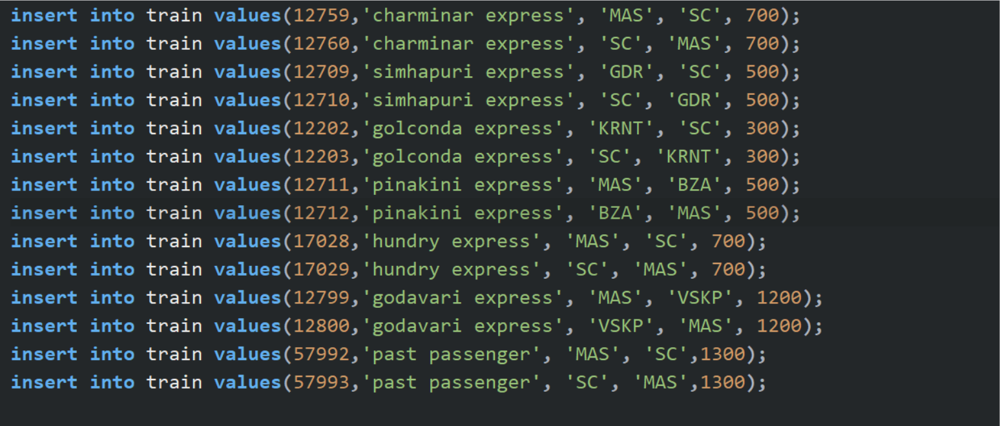 insert into train values(12759,'charminar express', 'MAS', 'SC', 700);
insert into train values(12760,'charminar express', 'SC', 'MAS', 700);
insert into train values(12709,'simhapuri express', 'GDR', 'SC', 500);
insert into train values(12710,'simhapuri express', 'SC', 'GDR', 500);
insert into train values(12202,'golconda express', 'KRNT', 'SC', 300);
insert into train values(12203,'golconda express', 'SC', 'KRNT', 300);
insert into train values(12711,'pinakini express', 'MAS', 'BZA', 500);
insert into train values(12712,'pinakini express', 'BZA', 'MAS', 500);
insert into train values(17028,'hundry express', 'MAS', 'SC', 700);
insert into train values(17029,'hundry express', 'SC', 'MAS', 700);
insert into train values(12799,'godavari express', 'MAS', 'VSKP', 1200);
insert into train values(12800,'godavari express', 'VSKP', 'MAS', 1200);
insert into train values(57992,'past passenger', 'MAS', 'SC',1300);
insert into train values(57993,'past passenger', 'SC', 'MAS',1300);